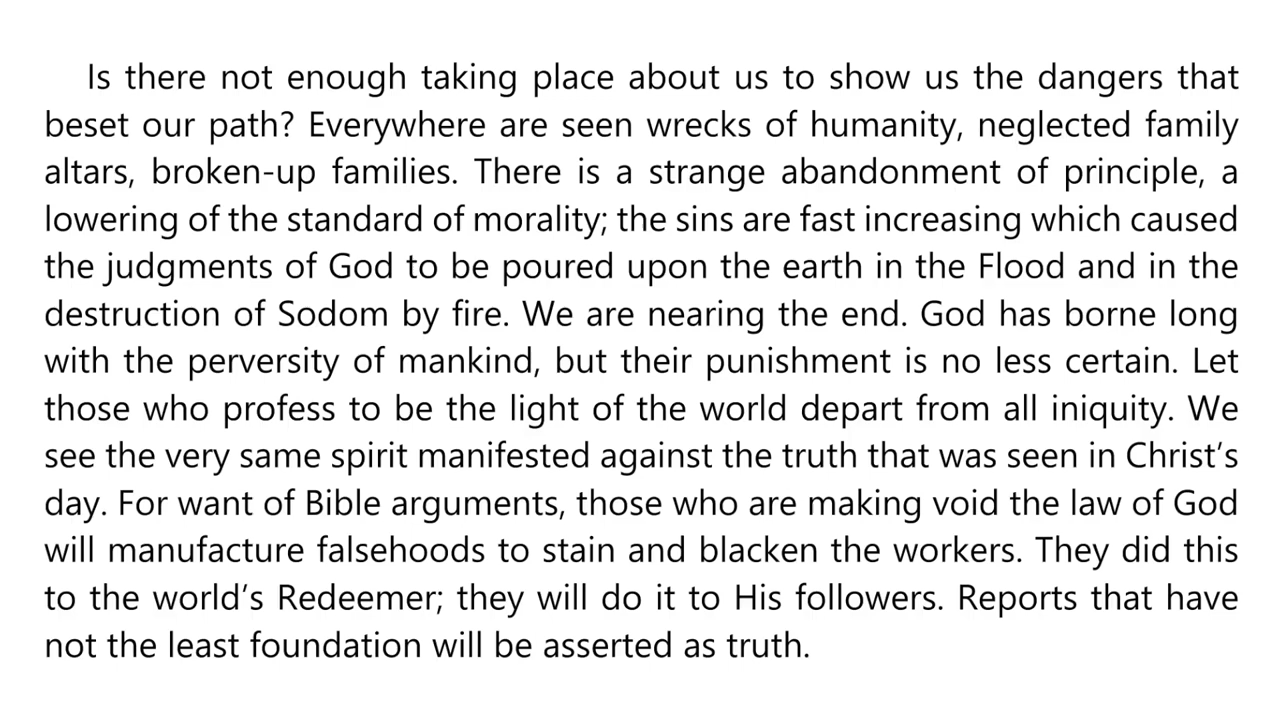 Is there not enough taking place about us to show us the dangers that
beset our path? Everywhere are seen wrecks of humanity, neglected family
altars, broken-up families. There is a strange abandonment of principle, a
lowering of the standard of morality; the sins are fast increasing which caused
the judgments of God to be poured upon the earth in the Flood and in the
destruction of Sodom by fire. We are nearing the end. God has borne long
with the perversity of mankind, but their punishment is no less certain. Let
those who profess to be the light of the world depart from all iniquity. We
see the very same spirit manifested against the truth that was seen in Christ’s
day. For want of Bible arguments, those who are making void the law of God
will manufacture falsehoods to stain and blacken the workers. They did this
to the world’s Redeemer; they will do it to His followers. Reports that have
not the least foundation will be asserted as truth.